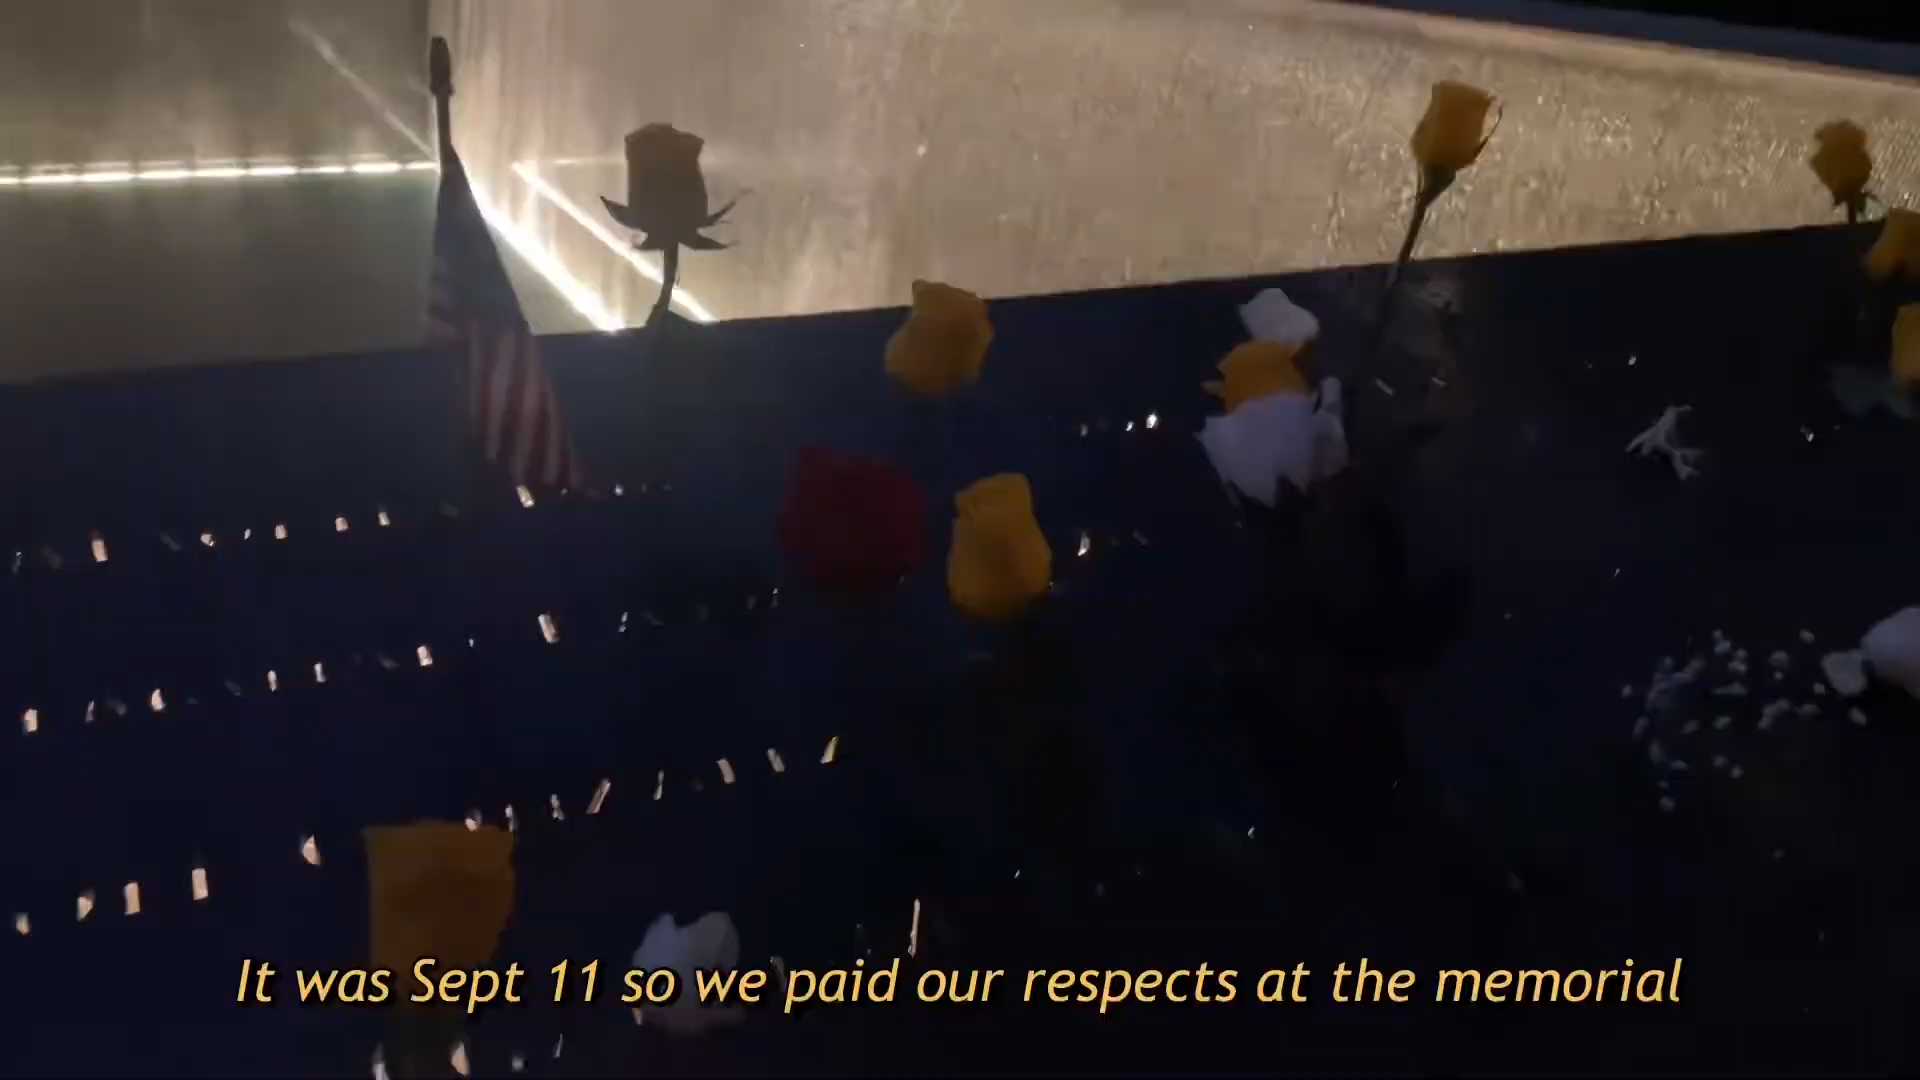 It was Sept 11 so we paid our respects at the memorial